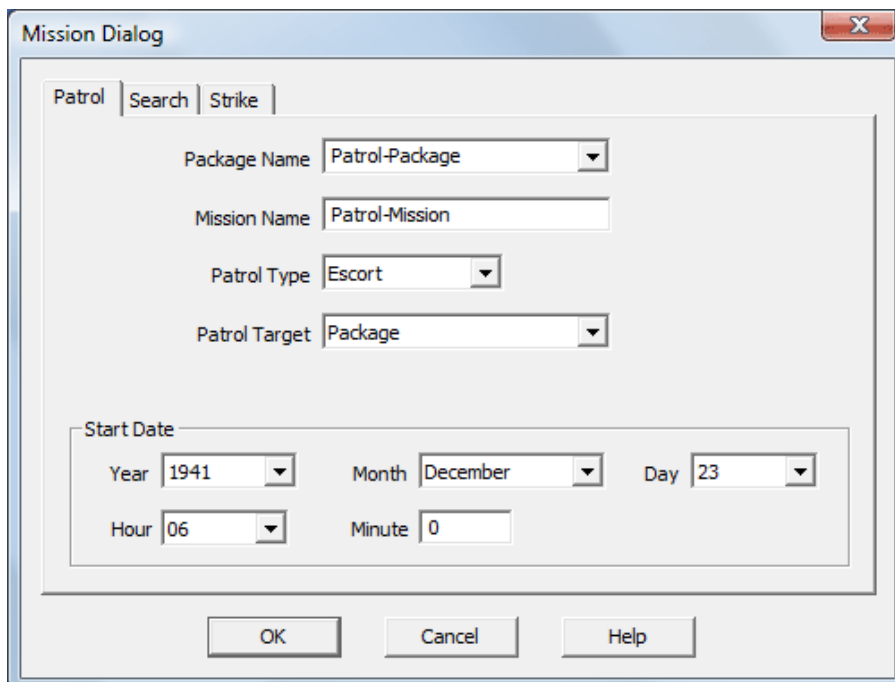 Mission Dialog
Patrol Search Strike
Package Name Patrol-Package
Mission Name Patrol-Mission
Patrol Type Escort
Patrol Target Package
Start Date
Year 1941 Month December Day 23
Hour 06 Minute 0
OK Cancel Help